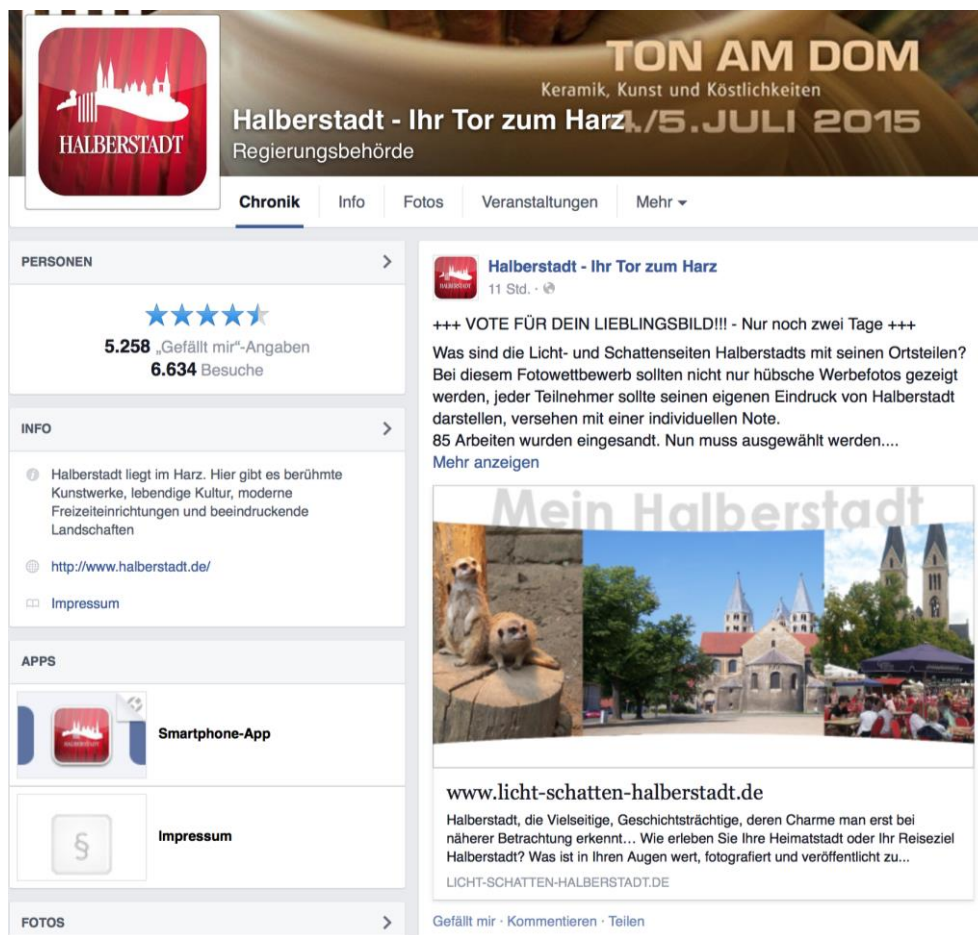 TON AM DOM
Keramik, Kunst und Köstlichkeiten
./5.JULI 2015
HALBERSTADT
Halberstadt - Ihr Tor zum Harz
Regierungsbehörde
Chronik
Info
Fotos
Veranstaltungen
Mehr
PERSONEN
5.258 „Gefällt mir“-Angaben
6.634 Besuche
INFO
Halberstadt liegt im Harz. Hier gibt es berühmte
Kunstwerke, lebendige Kultur, moderne
Freizeiteinrichtungen und beeindruckende
Landschaften
http://www.halberstadt.de/
Impressum
APPS
HALBERSTADT
Smartphone-App
§
Impressum
FOTOS
HALBERSTADT
Halberstadt - Ihr Tor zum Harz
11 Std. ·
+++ VOTE FÜR DEIN LIEBLINGSBILD!!! - Nur noch zwei Tage +++
Was sind die Licht- und Schattenseiten Halberstadts mit seinen Ortsteilen?
Bei diesem Fotowettbewerb sollten nicht nur hübsche Werbefotos gezeigt
werden, jeder Teilnehmer sollte seinen eigenen Eindruck von Halberstadt
darstellen, versehen mit einer individuellen Note.
85 Arbeiten wurden eingesandt. Nun muss ausgewählt werden....
Mehr anzeigen
Mein Halberstadt
www.licht-schatten-halberstadt.de
Halberstadt, die Vielseitige, Geschichtsträchtige, deren Charme man erst bei
näherer Betrachtung erkennt… Wie erleben Sie Ihre Heimatstadt oder Ihr Reiseziel
Halberstadt? Was ist in Ihren Augen wert, fotografiert und veröffentlicht zu...
LICHT-SCHATTEN-HALBERSTADT.DE
Gefällt mir · Kommentieren · Teilen